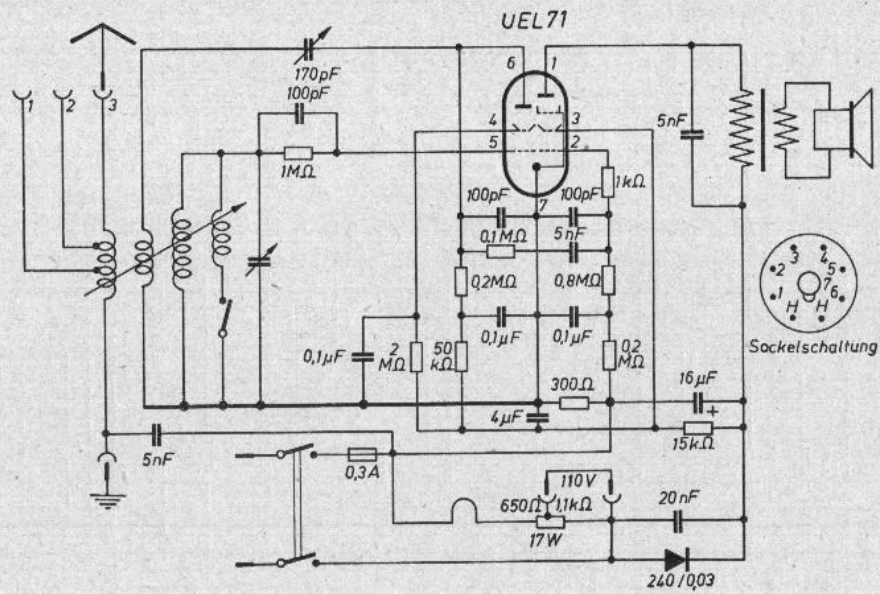 UEL71
6
1
170pF
100pF
1
2
3
4
3
5
2
5nF
1MΩ
1kΩ
100pF
7
100pF
0,1MΩ
5nF
0,2MΩ
0,8MΩ
3
4
2
5
1
7
6
H
H
Sockelschaltung
0,1µF
2
MΩ
50
kΩ
0,1µF
0,1µF
0,2
MΩ
300Ω
16µF
+
4µF
15kΩ
5nF
0,3A
110V
650Ω
1,1kΩ
17W
20nF
240/0,03